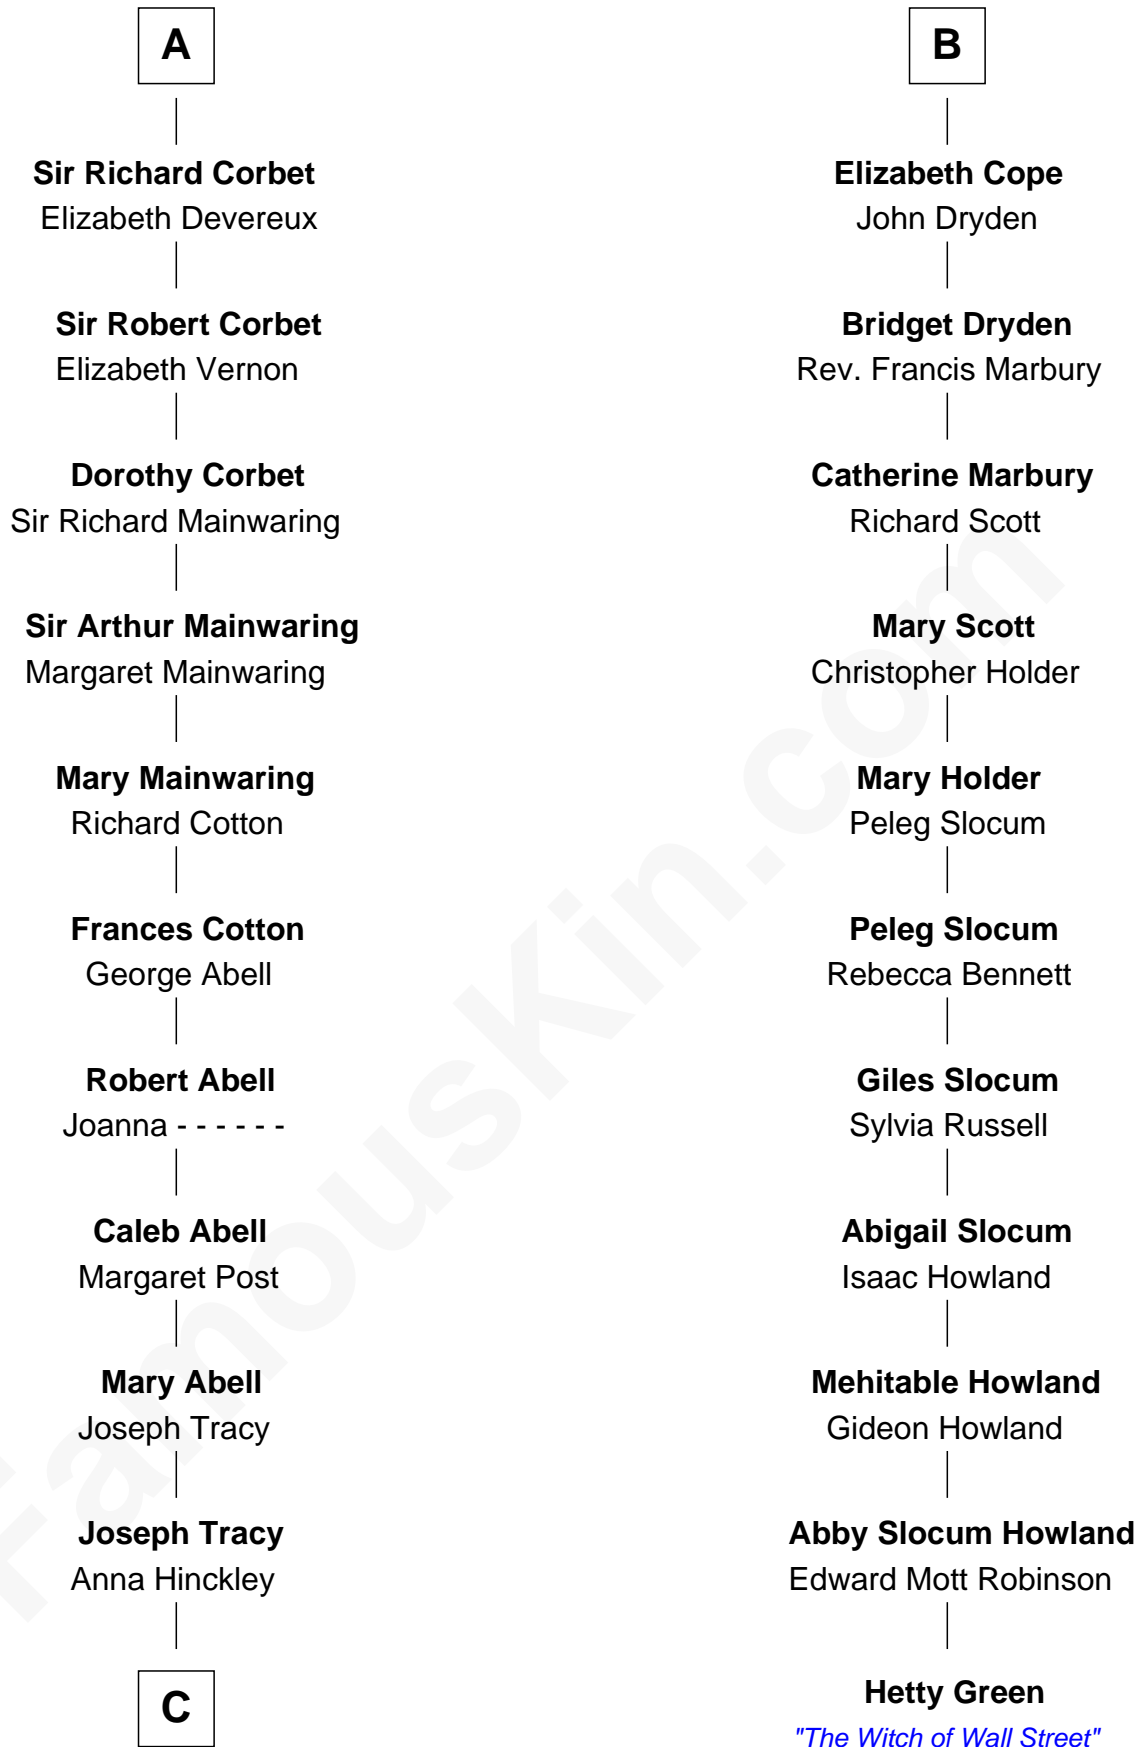 A
Sir Richard Corbet
Elizabeth Devereux
Sir Robert Corbet
Elizabeth Vernon
Dorothy Corbet
Sir Richard Mainwaring
Sir Arthur Mainwaring
Margaret Mainwaring
Mary Mainwaring
Richard Cotton
Frances Cotton
George Abell
Robert Abell
Joanna - - - - - -
Caleb Abell
Margaret Post
Mary Abell
Joseph Tracy
Joseph Tracy
Anna Hinckley
C
B
Elizabeth Cope
John Dryden
Bridget Dryden
Rev. Francis Marbury
Catherine Marbury
Richard Scott
Mary Scott
Christopher Holder
Mary Holder
Peleg Slocum
Peleg Slocum
Rebecca Bennett
Giles Slocum
Sylvia Russell
Abigail Slocum
Isaac Howland
Mehitable Howland
Gideon Howland
Abby Slocum Howland
Edward Mott Robinson
Hetty Green
"The Witch of Wall Street"
FamousKin.com